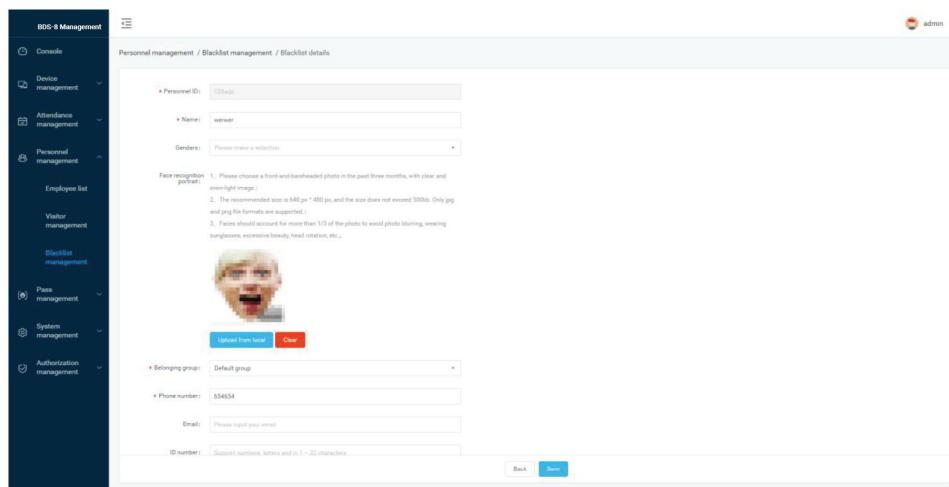 BDS-8 Management
admin
Console
Device management
Attendance management
Personnel management
Employee list
Visitor management
Blacklist management
Pass management
System management
Authorization management
Personnel management / Blacklist management / Blacklist details
* Personnel ID:
* Name: werwer
Genders: Please make a selection
Face recognition portrait:
1、Please choose a front-and-bareheaded photo in the past three months, with clear and
even-light image.;
2、The recommended size is 640 px * 480 px, and the size does not exceed 500kb. Only jpg
and png file formats are supported.;
3、Faces should account for more than 1/3 of the photo to avoid photo blurring, wearing
sunglasses, excessive beauty, head rotation, etc..,
Upload from local Clear
* Belonging group: Default group
* Phone number: 654654
Email: Please input your email
ID number: Support numbers, letters and is 1 ~ 32 characters
Back Save